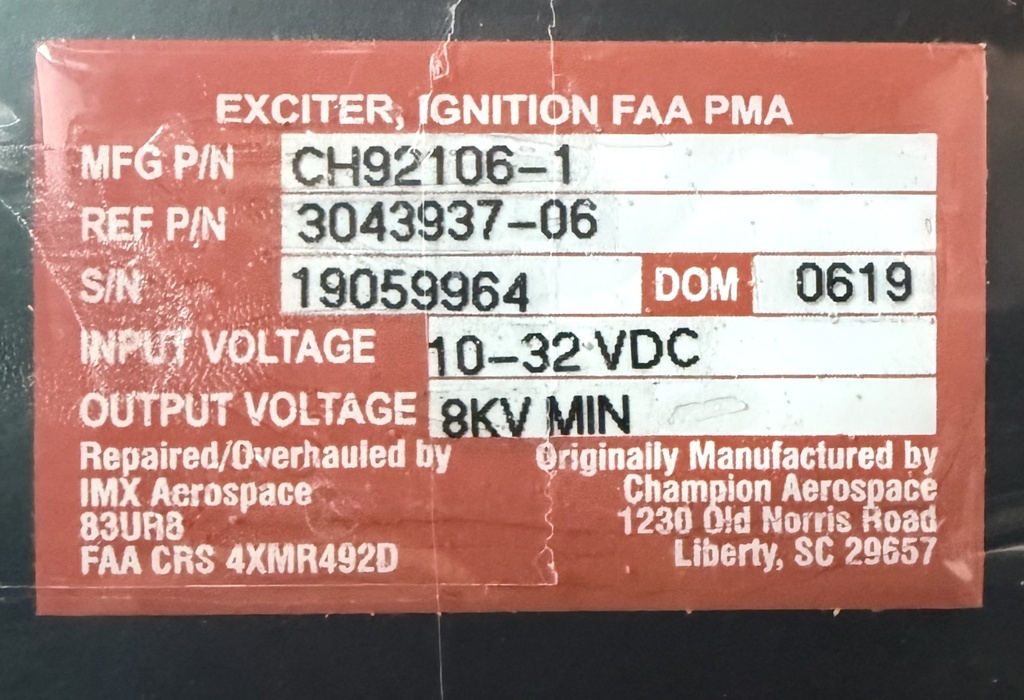 EXCITER, IGNITION FAA PMA
MFG P/N CH92106-1
REF P/N 3043937-06
S/N 19059964 DOM 0619
INPUT VOLTAGE 10-32 VDC
OUTPUT VOLTAGE 8KV MIN
Repaired/Overhauled by
IMX Aerospace
83UR8
FAA CRS 4XMR492D
Originally Manufactured by
Champion Aerospace
1230 Old Norris Road
Liberty, SC 29657